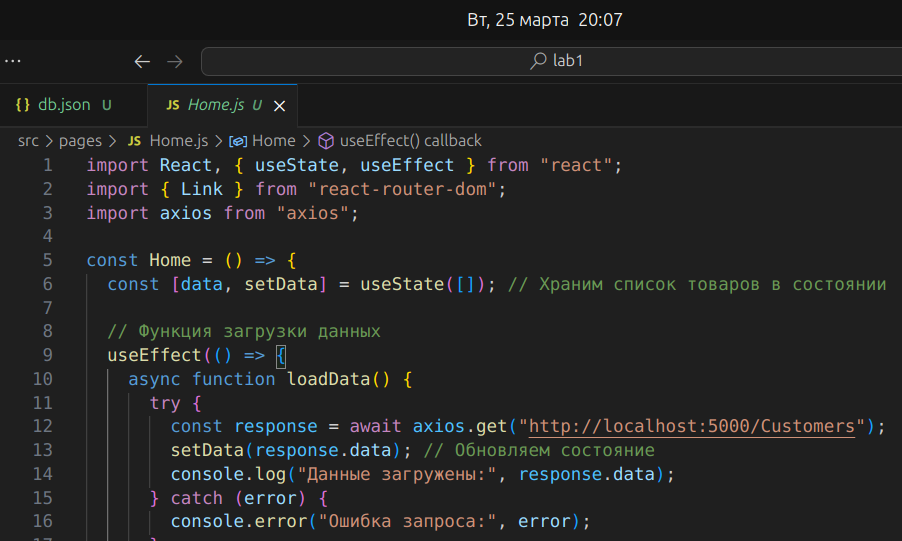 Вт, 25 марта 20:07
... ← → lab1
{} db.json U JS Home.js U ×
src > pages > JS Home.js > Home > useEffect() callback
1 import React, { useState, useEffect } from "react";
2 import { Link } from "react-router-dom";
3 import axios from "axios";
4
5 const Home = () => {
6 const [data, setData] = useState([]); // Храним список товаров в состоянии
7
8 // Функция загрузки данных
9 useEffect(() => {
10 async function loadData() {
11 try {
12 const response = await axios.get("http://localhost:5000/Customers");
13 setData(response.data); // Обновляем состояние
14 console.log("Данные загружены:", response.data);
15 } catch (error) {
16 console.error("Ошибка запроса:", error);
17 }